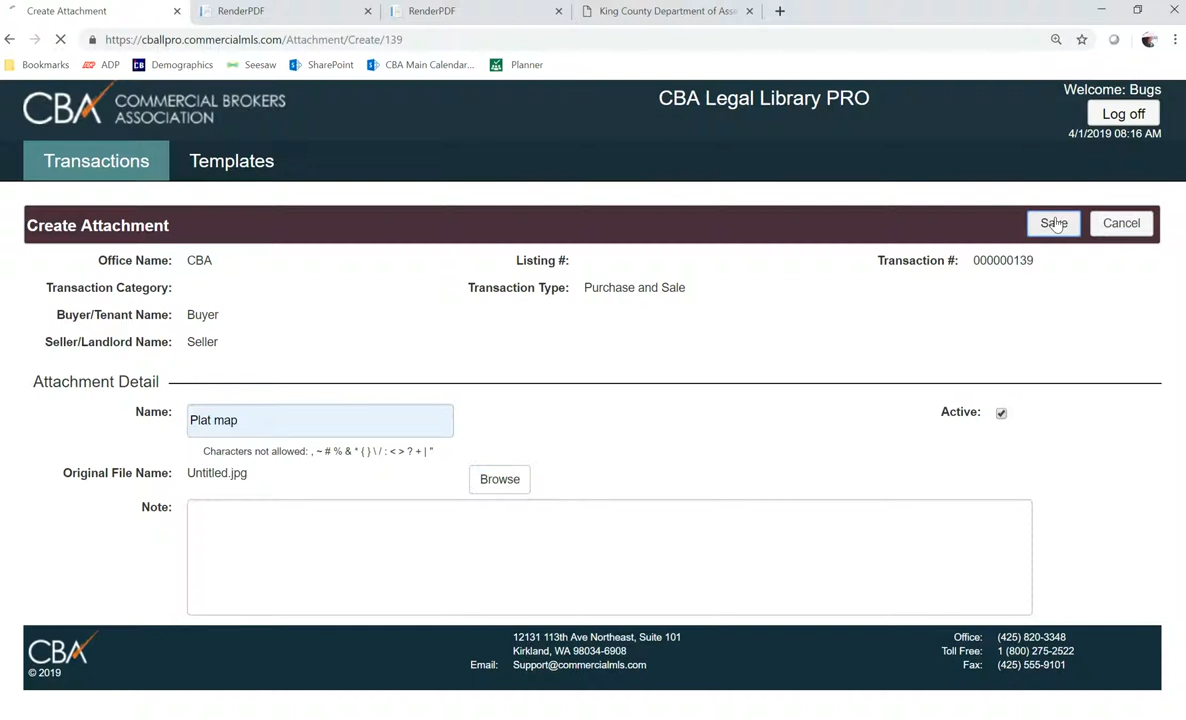 Create Attachment
RenderPDF
RenderPDF
King County Department of Asse
https://cballpro.commercialmls.com/Attachment/Create/139
Bookmarks ADP CB Demographics Seesaw SharePoint CBA Main Calendar... Planner
CBA COMMERCIAL BROKERS
ASSOCIATION
CBA Legal Library PRO
Welcome: Bugs
Log off
4/1/2019 08:16 AM
Transactions Templates
Create Attachment
Save Cancel
Office Name: CBA Listing #: Transaction #: 000000139
Transaction Category: Transaction Type: Purchase and Sale
Buyer/Tenant Name: Buyer
Seller/Landlord Name: Seller
Attachment Detail
Name: Plat map Active:
Characters not allowed: , ~ # % & * { } \ / : < > ? + | "
Original File Name: Untitled.jpg Browse
Note:
CBA
© 2019
12131 113th Ave Northeast, Suite 101
Kirkland, WA 98034-6908
Email: Support@commercialmls.com
Office: (425) 820-3348
Toll Free: 1 (800) 275-2522
Fax: (425) 555-9101